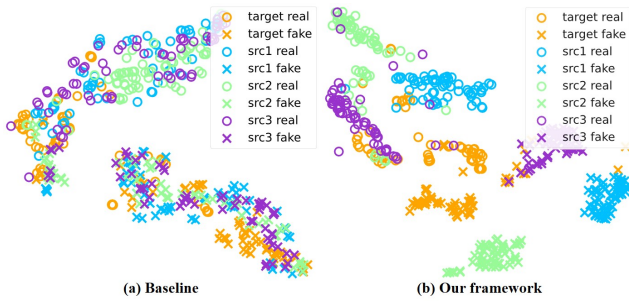 target real
target fake
src1 real
src1 fake
src2 real
src2 fake
src3 real
src3 fake
target real
target fake
src1 real
src1 fake
src2 real
src2 fake
src3 real
src3 fake
(a) Baseline
(b) Our framework